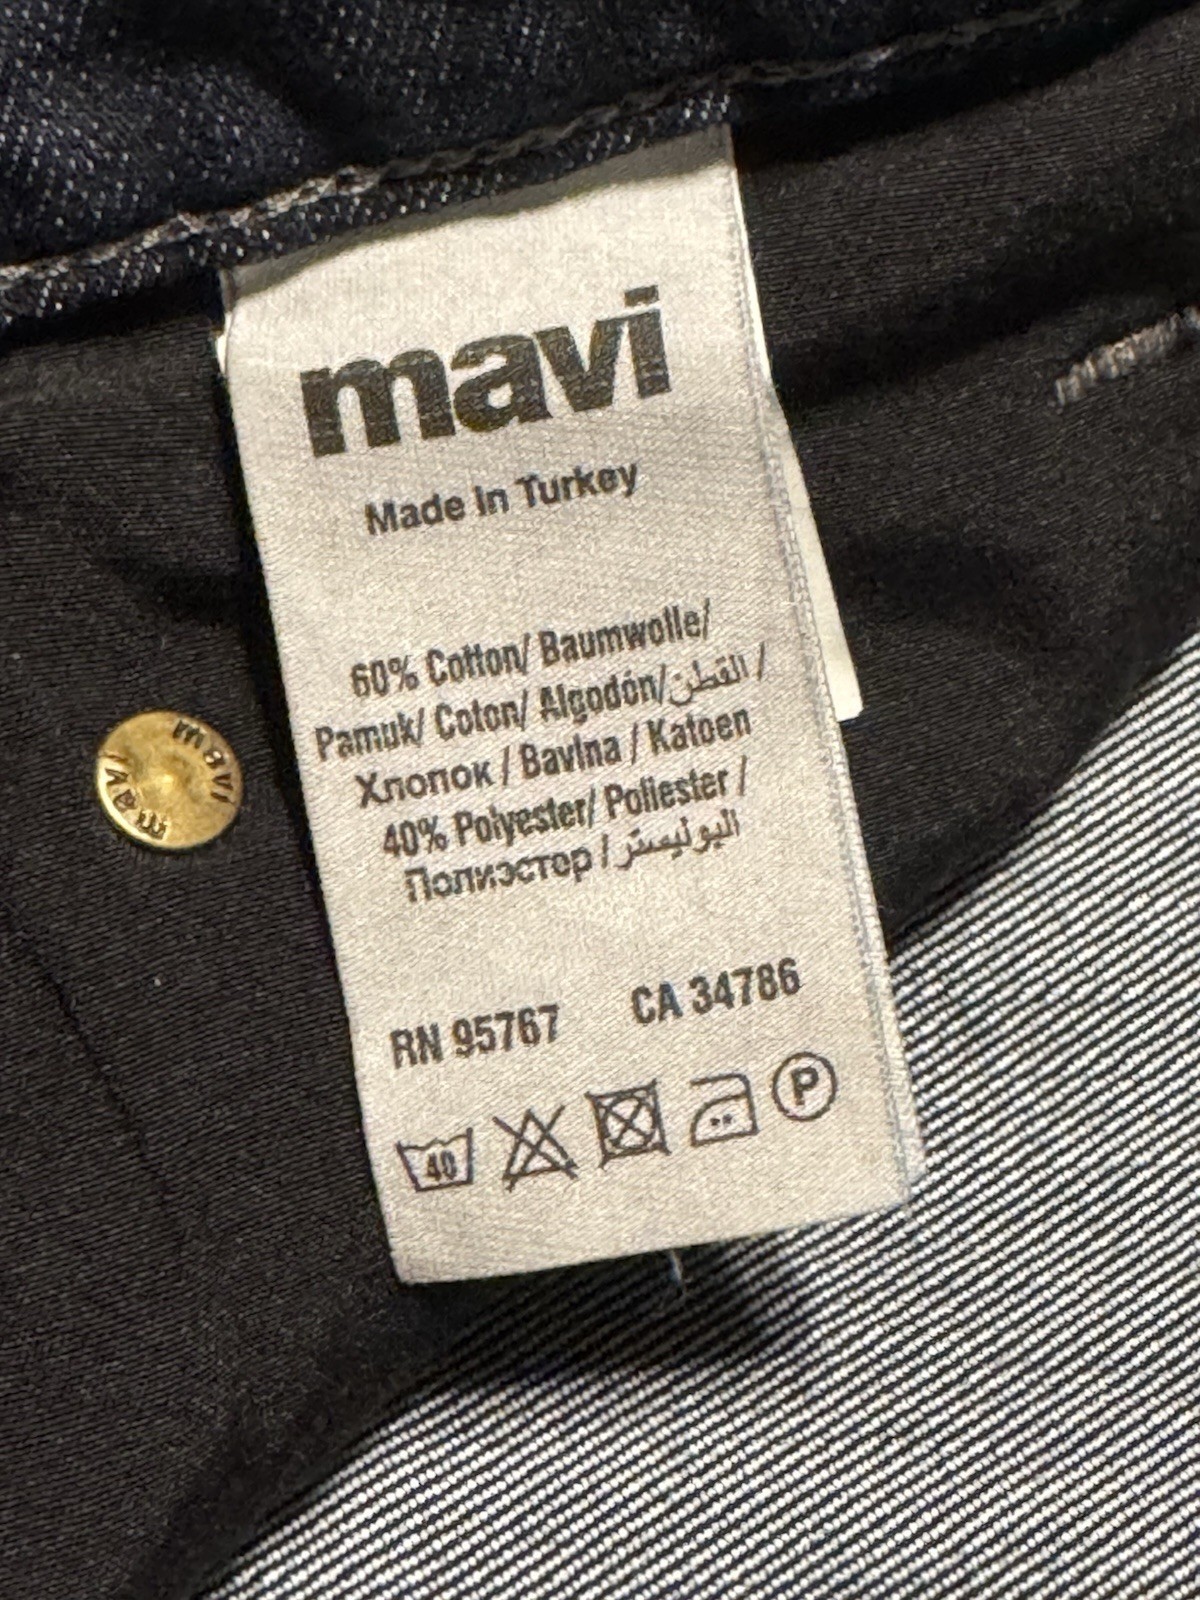 mavi
Made in Turkey
60% Cotton/ Baumwolle/
Pamuk/ Coton/ Algodón/القطن /
Хлопок / Bavlna / Katoen
40% Polyester/ Poliester /
Полиэстер / اليوليستر
RN 95767 CA 34786
40 P
mavi
mavi